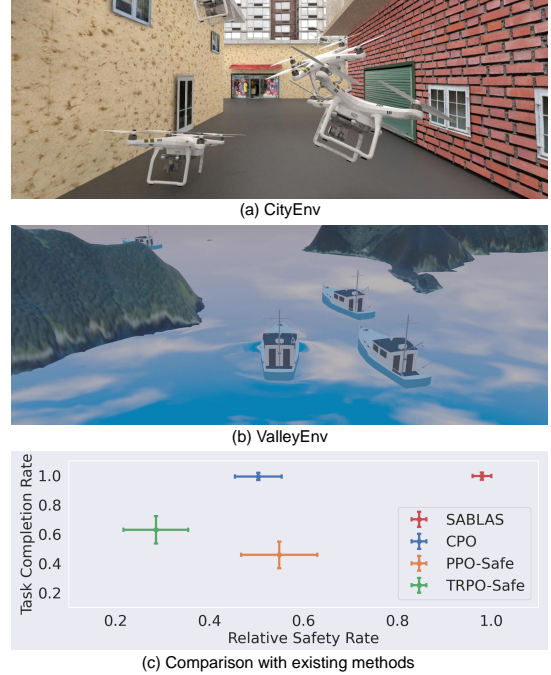 (a) CityEnv
(b) ValleyEnv
Task Completion Rate
1.0
0.8
0.6
0.4
0.2
SABLAS
CPO
PPO-Safe
TRPO-Safe
0.2 0.4 0.6 0.8 1.0
Relative Safety Rate
(c) Comparison with existing methods